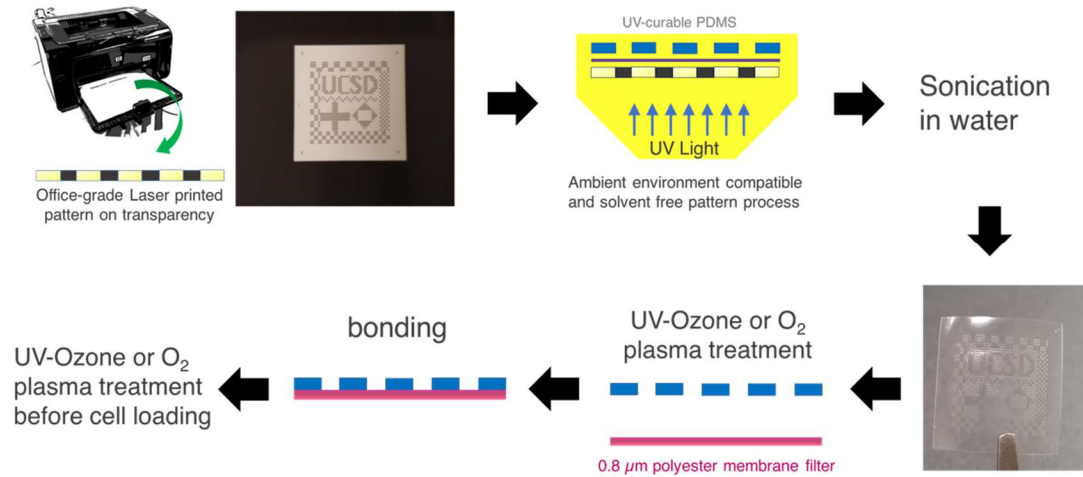 UV-curable PDMS
UCSD
UV Light
Sonication
in water
Office-grade Laser printed
pattern on transparency
Ambient environment compatible
and solvent free pattern process
UCSD
UV-Ozone or O₂
plasma treatment
before cell loading
bonding
UV-Ozone or O₂
plasma treatment
0.8 µm polyester membrane filter